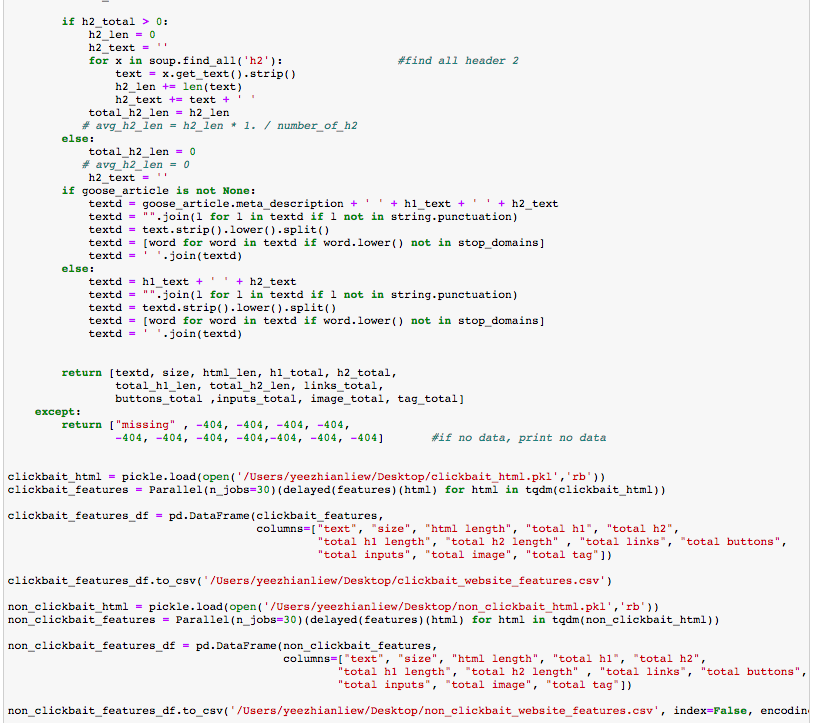 if h2_total > 0:
h2_len = 0
h2_text = ''
for x in soup.find_all('h2'): #find all header 2
text = x.get_text().strip()
h2_len += len(text)
h2_text += text + ' '
total_h2_len = h2_len
# avg_h2_len = h2_len * 1. / number_of_h2
else:
total_h2_len = 0
# avg_h2_len = 0
h2_text = ''
if goose_article is not None:
textd = goose_article.meta_description + ' ' + h1_text + ' ' + h2_text
textd = "".join(l for l in textd if l not in string.punctuation)
textd = text.strip().lower().split()
textd = [word for word in textd if word.lower() not in stop_domains]
textd = ' '.join(textd)
else:
textd = h1_text + ' ' + h2_text
textd = "".join(l for l in textd if l not in string.punctuation)
textd = textd.strip().lower().split()
textd = [word for word in textd if word.lower() not in stop_domains]
textd = ' '.join(textd)
return [textd, size, html_len, h1_total, h2_total,
total_h1_len, total_h2_len, links_total,
buttons_total ,inputs_total, image_total, tag_total]
except:
return ["missing" , -404, -404, -404, -404,
-404, -404, -404, -404,-404, -404, -404] #if no data, print no data
clickbait_html = pickle.load(open('/Users/yeezhianliew/Desktop/clickbait_html.pkl','rb'))
clickbait_features = Parallel(n_jobs=30)(delayed(features)(html) for html in tqdm(clickbait_html))
clickbait_features_df = pd.DataFrame(clickbait_features,
columns=["text", "size", "html length", "total h1", "total h2",
"total h1 length", "total h2 length" , "total links", "total buttons",
"total inputs", "total image", "total tag"])
clickbait_features_df.to_csv('/Users/yeezhianliew/Desktop/clickbait_website_features.csv')
non_clickbait_html = pickle.load(open('/Users/yeezhianliew/Desktop/non_clickbait_html.pkl','rb'))
non_clickbait_features = Parallel(n_jobs=30)(delayed(features)(html) for html in tqdm(non_clickbait_html))
non_clickbait_features_df = pd.DataFrame(non_clickbait_features,
columns=["text", "size", "html length", "total h1", "total h2",
"total h1 length", "total h2 length" , "total links", "total buttons",
"total inputs", "total image", "total tag"])
non_clickbait_features_df.to_csv('/Users/yeezhianliew/Desktop/non_clickbait_website_features.csv', index=False,